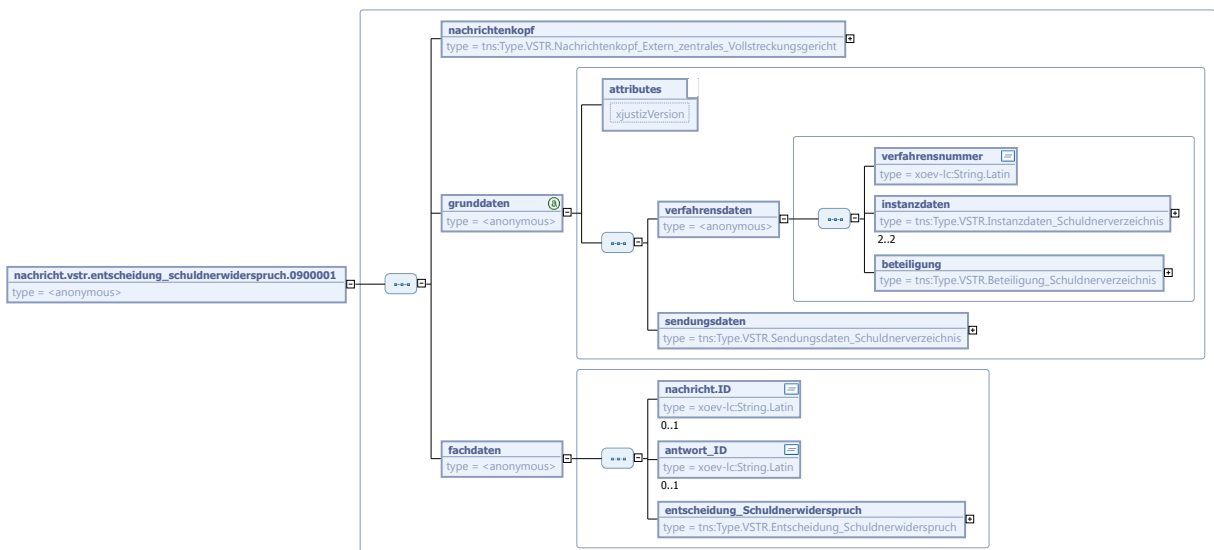 nachrichtenkopf
type = tns:Type.VSTR.Nachrichtenkopf_Extern_zentrales_Vollstreckungsgericht
attributes
xjustizVersion
verfahrensnummer
type = xoev-lc:String.Latin
grunddaten
type = <anonymous>
verfahrensdaten
type = <anonymous>
instanzdaten
type = tns:Type.VSTR.Instanzdaten_Schuldnerverzeichnis
2..2
beteiligung
type = tns:Type.VSTR.Beteiligung_Schuldnerverzeichnis
nachricht.vstr.entscheidung_schuldnerwiderspruch.0900001
type = <anonymous>
sendungsdaten
type = tns:Type.VSTR.Sendungsdaten_Schuldnerverzeichnis
nachricht.ID
type = xoev-lc:String.Latin
0..1
fachdaten
type = <anonymous>
antwort_ID
type = xoev-lc:String.Latin
0..1
entscheidung_Schuldnerwiderspruch
type = tns:Type.VSTR.Entscheidung_Schuldnerwiderspruch